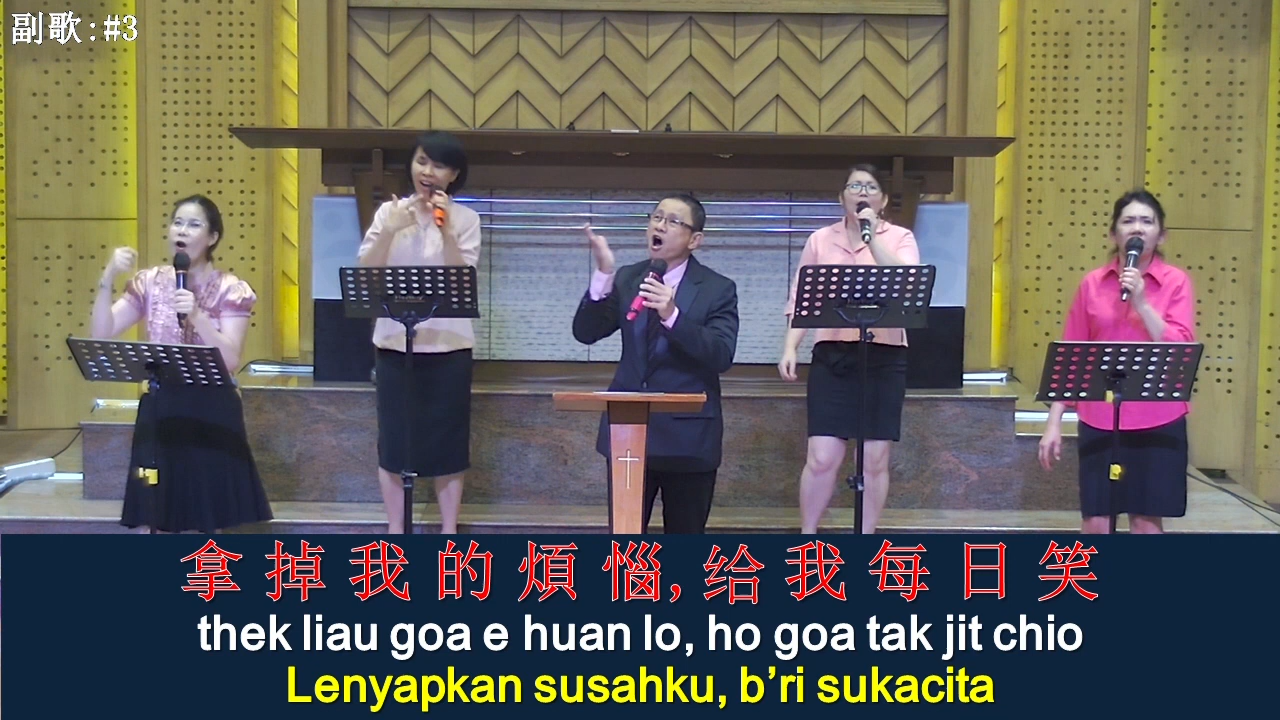 副歌:#3
拿掉我的煩惱,给我每日笑
thek liau goa e huan lo, ho goa tak jit chio
Lenyapkan susahku, b’ri sukacita